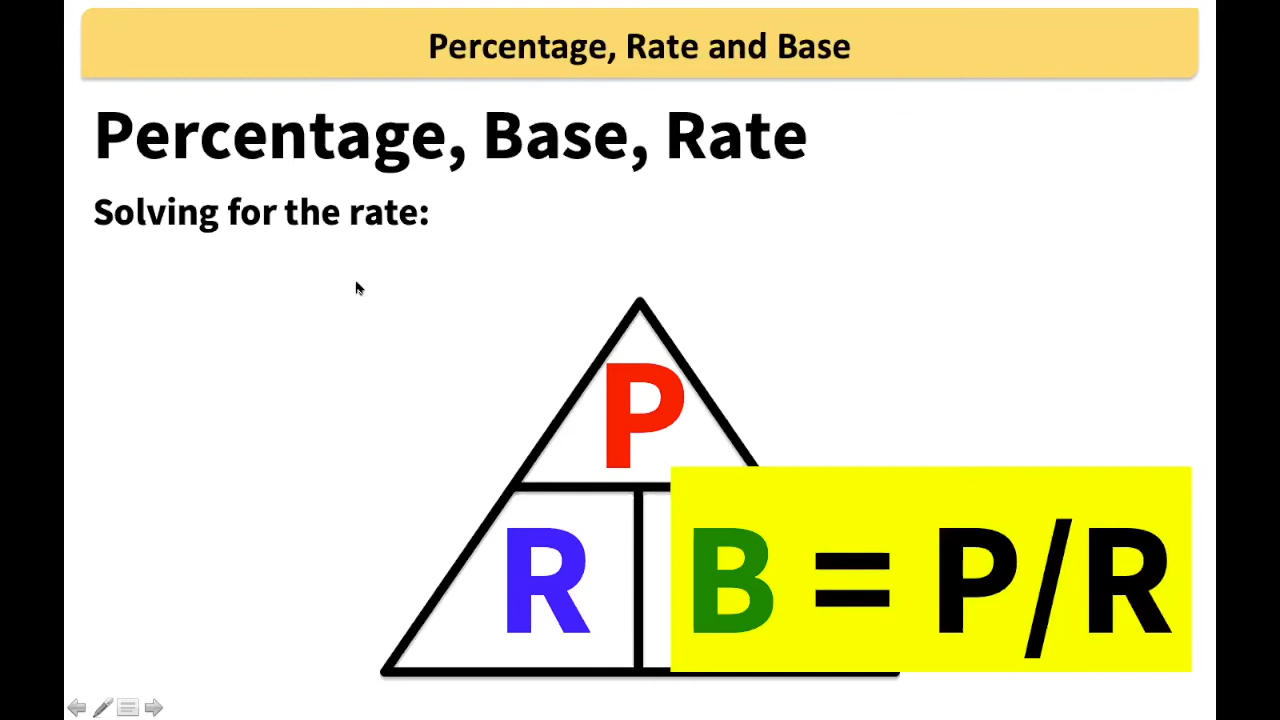 Percentage, Rate and Base
Percentage, Base, Rate
Solving for the rate:
P
R
B = P/R